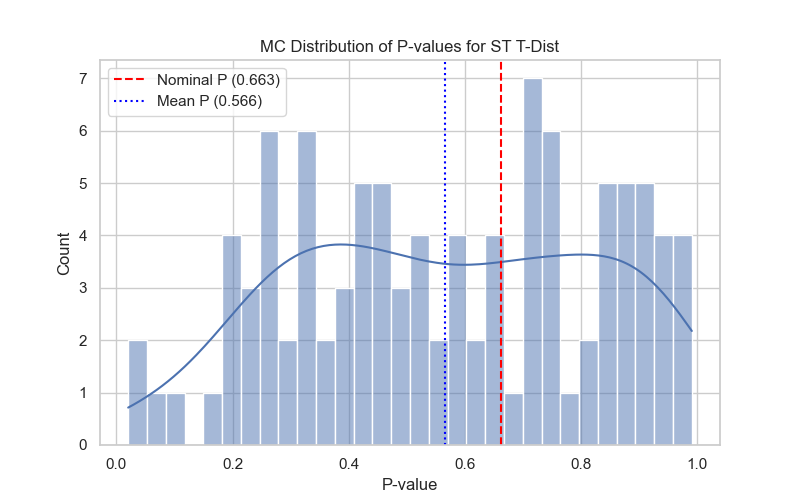 MC Distribution of P-values for ST T-Dist
Nominal P (0.663)
Mean P (0.566)
Count
7
6
5
4
3
2
1
0
0.0 0.2 0.4 0.6 0.8 1.0
P-value